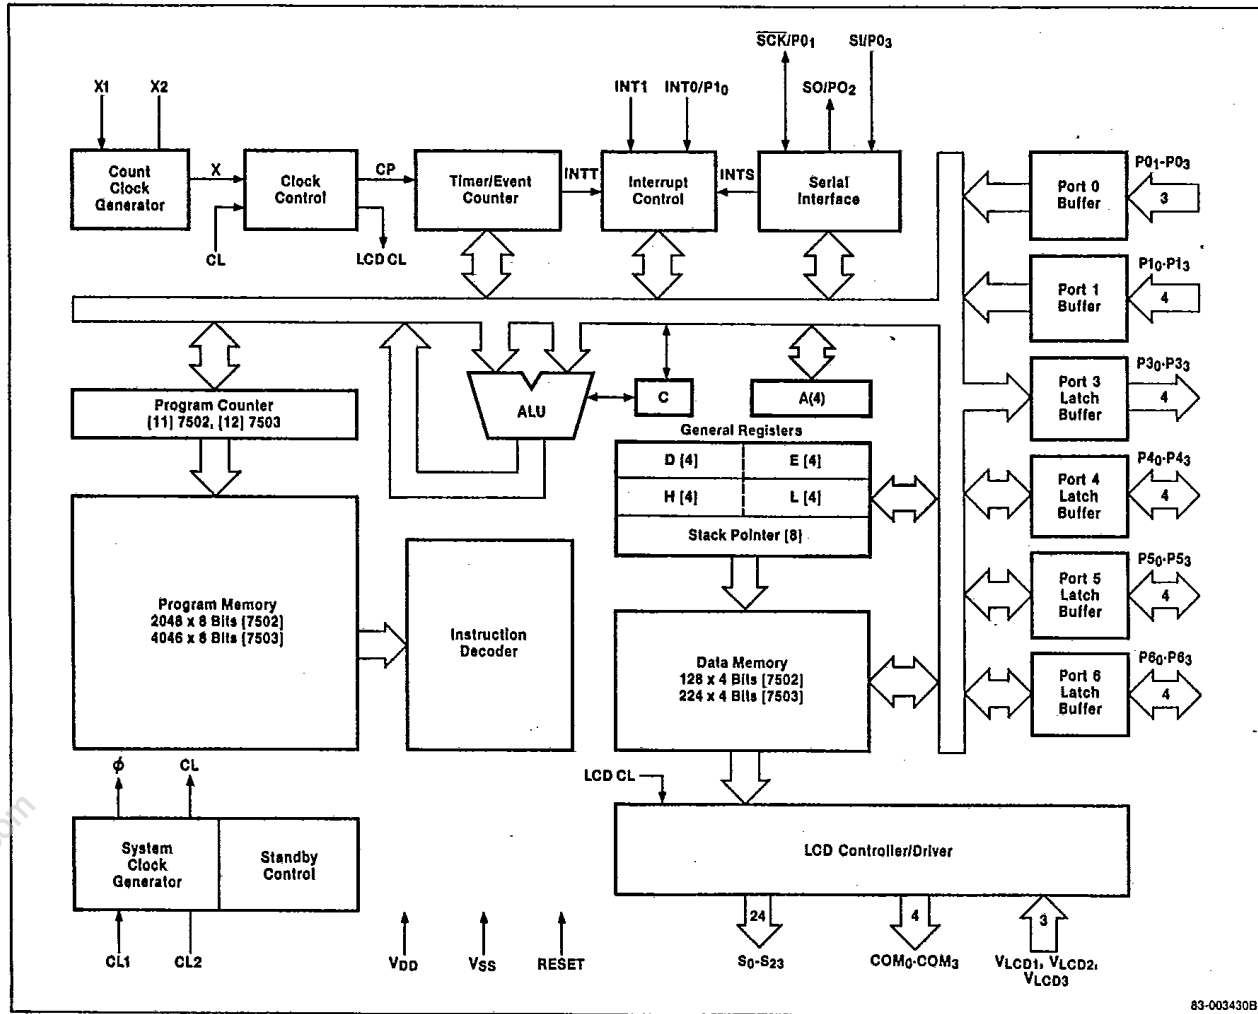 SCK/P01
SI/P03
X1
X2
INT1
INT0/P10
SO/PO2
Count
Clock
Generator
X
Clock
Control
CP
Timer/Event
Counter
INTT
Interrupt
Control
INTS
Serial
Interface
CL
LCD CL
P01-P03
Port 0
Buffer
3
P10-P13
Port 1
Buffer
4
P30-P33
Port 3
Latch
Buffer
4
P40-P43
Port 4
Latch
Buffer
4
P50-P53
Port 5
Latch
Buffer
4
P60-P63
Port 6
Latch
Buffer
4
Program Counter
[11] 7502, [12] 7503
ALU
C
A(4)
General Registers
D [4]
E [4]
H [4]
L [4]
Stack Pointer [8]
Program Memory
2048 x 8 Bits [7502]
4046 x 8 Bits [7503]
Instruction
Decoder
Data Memory
128 x 4 Bits [7502]
224 x 4 Bits [7503]
ϕ
CL
LCD CL
System
Clock
Generator
Standby
Control
LCD Controller/Driver
24
4
3
CL1
CL2
VDD
VSS
RESET
S0-S23
COM0-COM3
VLCD1, VLCD2,
VLCD3
83-003430B